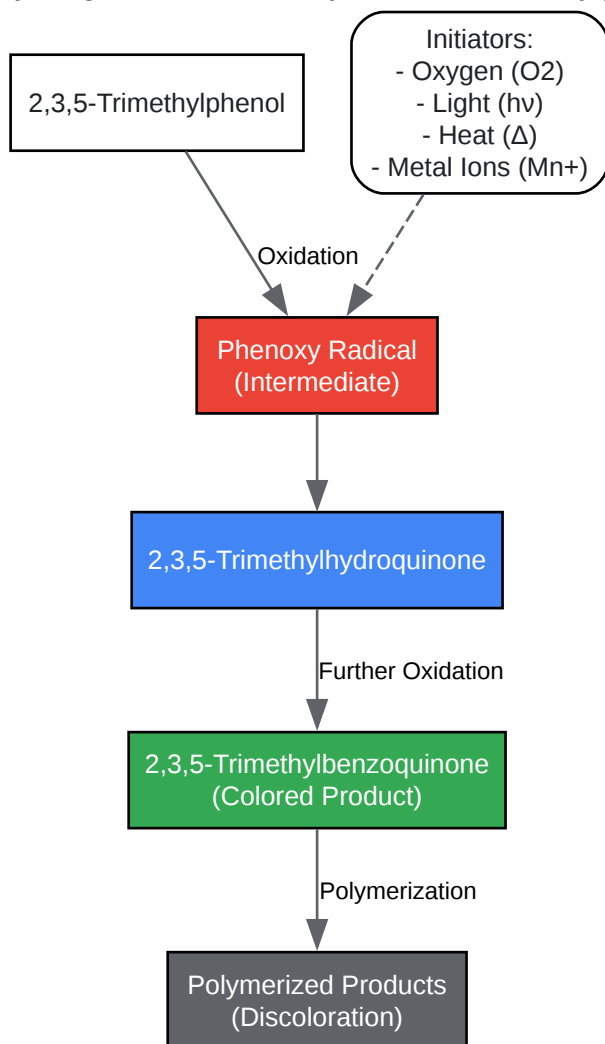 2,3,5-Trimethylphenol
Initiators:
- Oxygen (O2)
- Light (hν)
- Heat (Δ)
- Metal Ions (Mn+)
Oxidation
Phenoxy Radical
(Intermediate)
2,3,5-Trimethylhydroquinone
Further Oxidation
2,3,5-Trimethylbenzoquinone
(Colored Product)
Polymerization
Polymerized Products
(Discoloration)